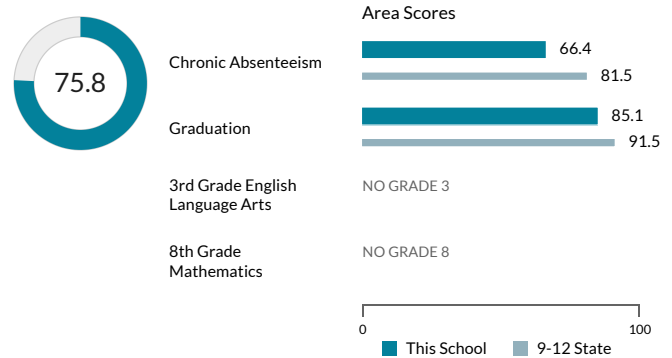 Area Scores
75.8
Chronic Absenteeism
66.4
81.5
Graduation
85.1
91.5
3rd Grade English
Language Arts
NO GRADE 3
8th Grade
Mathematics
NO GRADE 8
0
100
This School
9-12 State